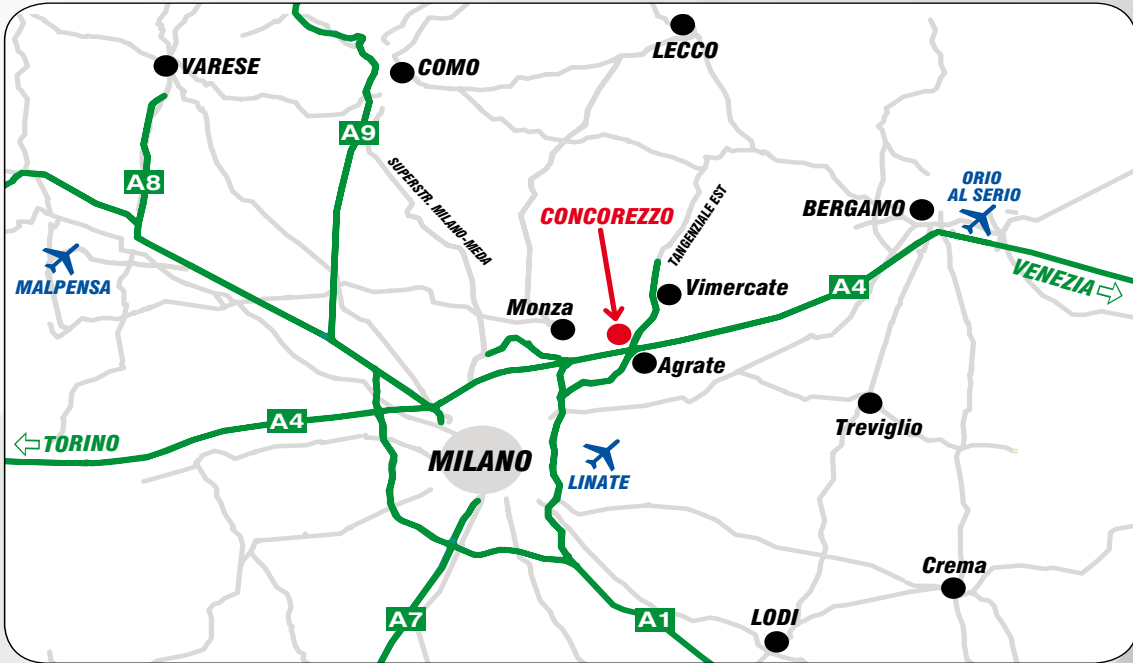 LECCO
VARESE
COMO
A9
A8
SUPERSTR. MILANO-MEDA
TANGENZIALE EST
ORIO
AL SERIO
BERGAMO
CONCOREZZO
MALPENSA
VENEZIA
Vimercate
A4
Monza
Agrate
A4
Treviglio
TORINO
MILANO
LINATE
Crema
A7
A1
LODI